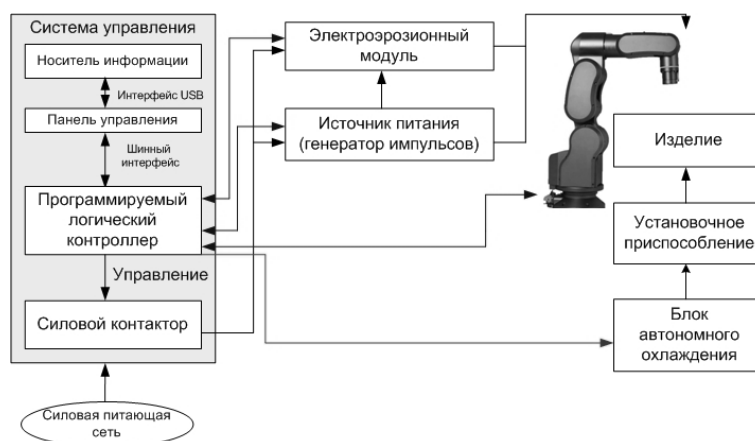 Система управления
Носитель информации
Интерфейс USB
Панель управления
Шинный
интерфейс
Программируемый
логический
контроллер
Управление
Силовой контактор
Силовая питающая
сеть
Электроэрозионный
модуль
Источник питания
(генератор импульсов)
Изделие
Установочное
приспособление
Блок
автономного
охлаждения